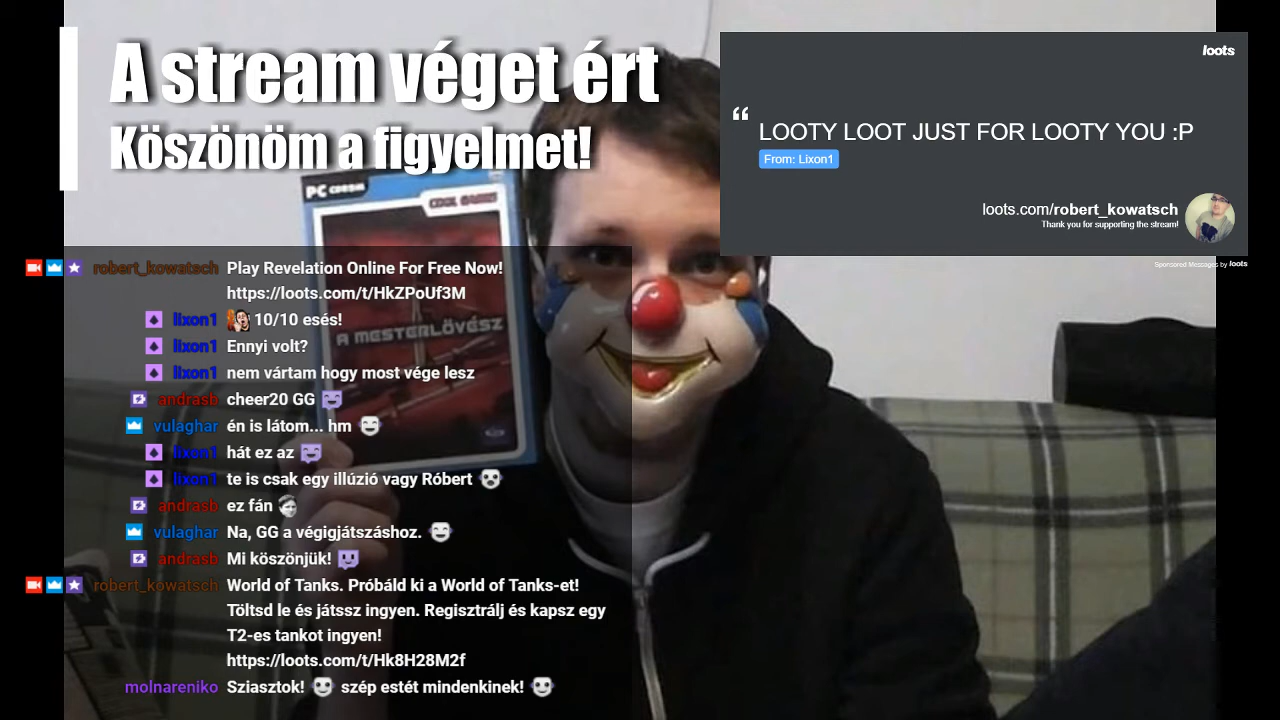 A stream véget ért
Köszönöm a figyelmet!
loots
“
LOOTY LOOT JUST FOR LOOTY YOU :P
From: Lixon1
loots.com/robert_kowatsch
Thank you for supporting the stream!
Sponsored Messages by loots
PC CDROM
COOL GAMES
A MESTERLÖVÉSZ
robert_kowatsch Play Revelation Online For Free Now!
https://loots.com/t/HkZPoUf3M
lixon1 10/10 esés!
lixon1 Ennyi volt?
lixon1 nem vártam hogy most vége lesz
andrasb cheer20 GG
vulaghar én is látom... hm
lixon1 hát ez az
lixon1 te is csak egy illúzió vagy Róbert
andrasb ez fán
vulaghar Na, GG a végigjátszáshoz.
andrasb Mi köszönjük!
robert_kowatsch World of Tanks. Próbáld ki a World of Tanks-et!
Töltsd le és játssz ingyen. Regisztrálj és kapsz egy
T2-es tankot ingyen!
https://loots.com/t/Hk8H28M2f
molnareniko Sziasztok! szép estét mindenkinek!